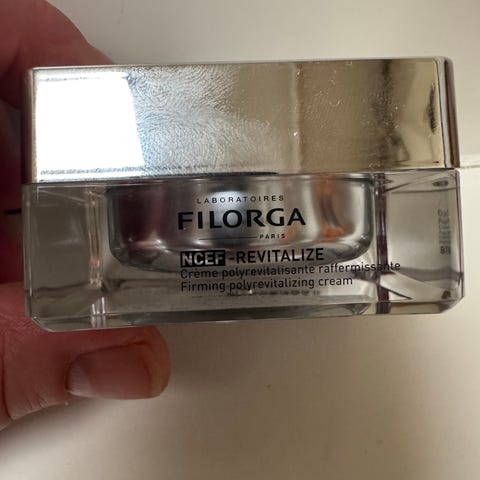 LABORATOIRES
FILORGA
PARIS
NCEF-REVITALIZE
Crème polyrevitalisante raffermissante
Firming polyrevitalizing cream